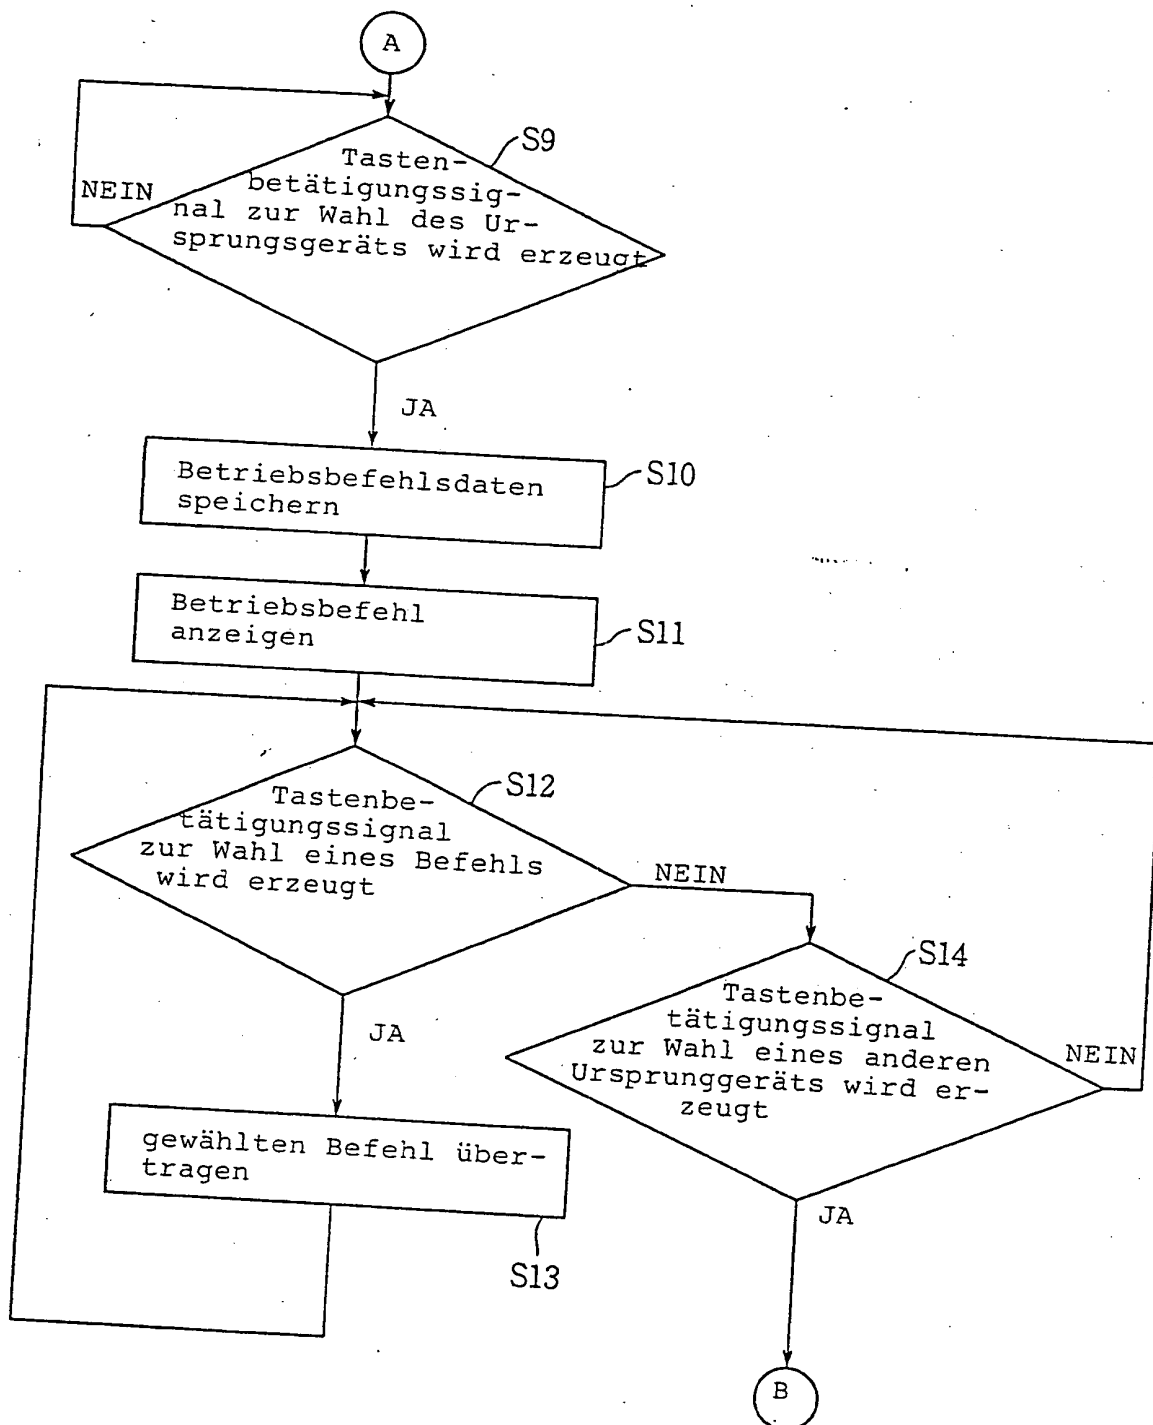 A
S9
Tasten-
betätigungssig-
nal zur Wahl des Ur-
sprungsgeräts wird erzeugt
NEIN
JA
Betriebsbefehlsdaten
speichern
S10
Betriebsbefehl
anzeigen
S11
S12
Tastenbe-
tätigungssignal
zur Wahl eines Befehls
wird erzeugt
NEIN
JA
S14
Tastenbe-
tätigungssignal
zur Wahl eines anderen
Ursprunggeräts wird er-
zeugt
NEIN
gewählten Befehl über-
tragen
S13
JA
B